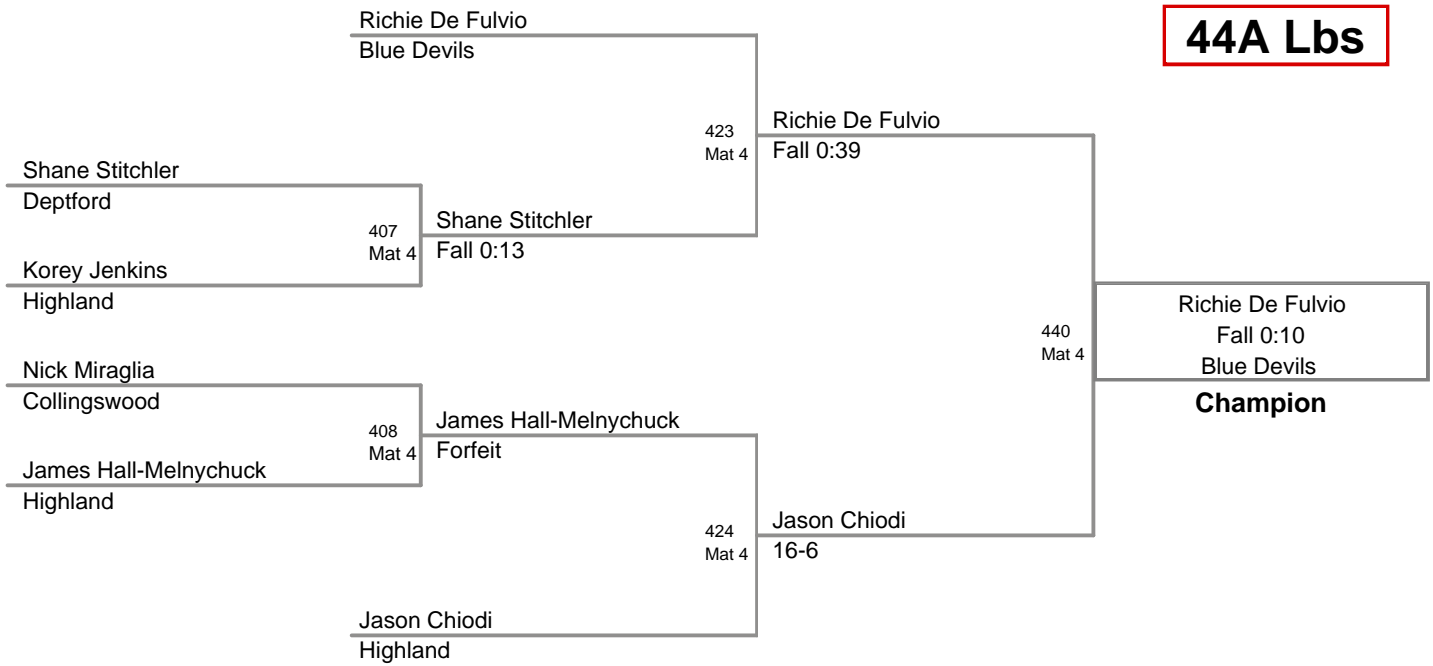 Richie De Fulvio
Blue Devils
44A Lbs
423
Mat 4
Richie De Fulvio
Fall 0:39
Shane Stitchler
Deptford
407
Mat 4
Shane Stitchler
Fall 0:13
Korey Jenkins
Highland
440
Mat 4
Richie De Fulvio
Fall 0:10
Blue Devils
Champion
Nick Miraglia
Collingswood
408
Mat 4
James Hall-Melnychuck
Forfeit
James Hall-Melnychuck
Highland
424
Mat 4
Jason Chiodi
16-6
Jason Chiodi
Highland